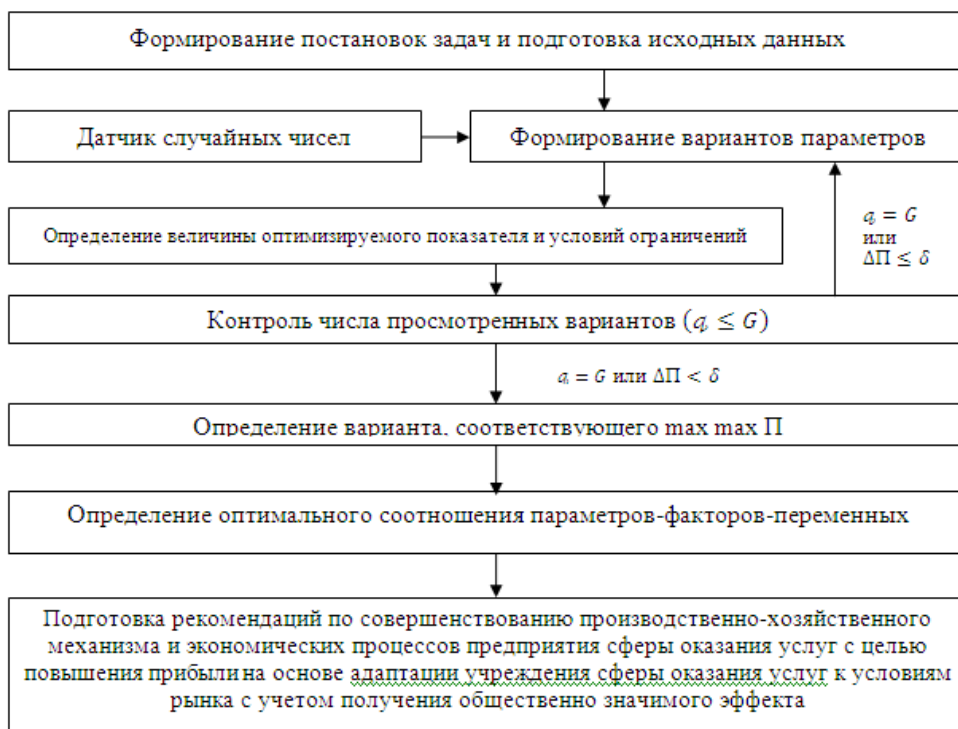 Формирование постановок задач и подготовка исходных данных
Датчик случайных чисел
Формирование вариантов параметров
q = G
или
ΔП ≤ δ
Определение величины оптимизируемого показателя и условий ограничений
Контроль числа просмотренных вариантов (q ≤ G)
q = G или ΔП < δ
Определение варианта, соответствующего max max П
Определение оптимального соотношения параметров-факторов-переменных
Подготовка рекомендаций по совершенствованию производственно-хозяйственного
механизма и экономических процессов предприятия сферы оказания услуг с целью
повышения прибыли на основе адаптации учреждения сферы оказания услуг к условиям
рынка с учетом получения общественно значимого эффекта